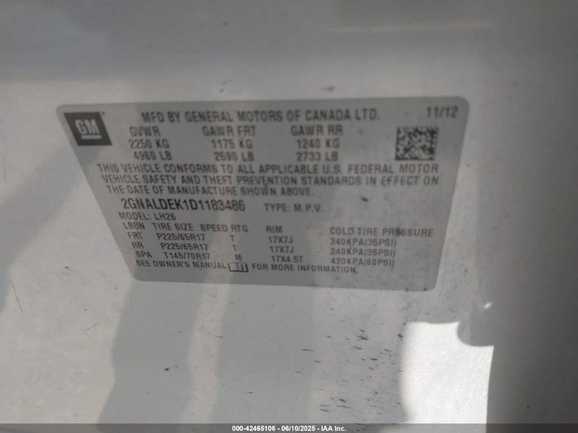 GM
MFD BY GENERAL MOTORS OF CANADA LTD. 11/12
GVWR GAWR FRT GAWR RR
2250 KG 1175 KG 1240 KG
4960 LB 2590 LB 2733 LB
THIS VEHICLE CONFORMS TO ALL APPLICABLE U.S. FEDERAL MOTOR
VEHICLE SAFETY AND THEFT PREVENTION STANDARDS IN EFFECT ON
THE DATE OF MANUFACTURE SHOWN ABOVE.
2GNALDEK1D1183486 TYPE: M.P.V.
MODEL: LH26
TIRE SIZE SPEED RTG RIM COLD TIRE PRESSURE
FRT P225/65R17 T 17X7J 240KPA(35PSI)
RR P225/65R17 T 17X7J 240KPA(35PSI)
SPA T145/70R17 M 17X4.5T 420KPA(60PSI)
SEE OWNER'S MANUAL FOR MORE INFORMATION.
000-42465106 - 06/10/2025 - IAA Inc.